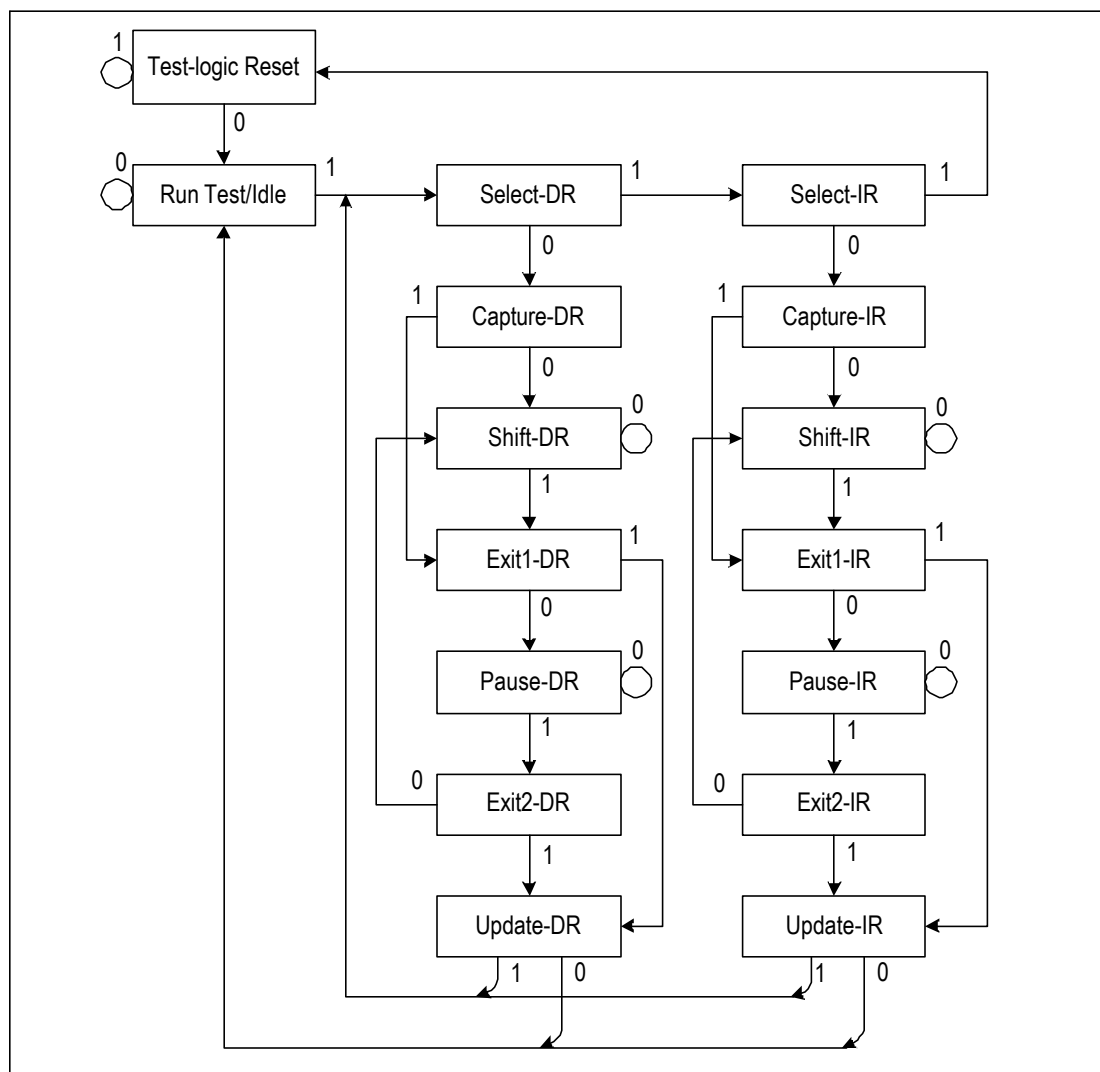 1
Test-logic Reset
0
0
Run Test/Idle
1
Select-DR
1
Select-IR
1
0
0
1
Capture-DR
1
Capture-IR
0
0
0
0
Shift-DR
Shift-IR
1
1
Exit1-DR
1
Exit1-IR
1
0
0
0
0
Pause-DR
Pause-IR
1
1
0
Exit2-DR
0
Exit2-IR
1
1
Update-DR
Update-IR
1
0
1
0